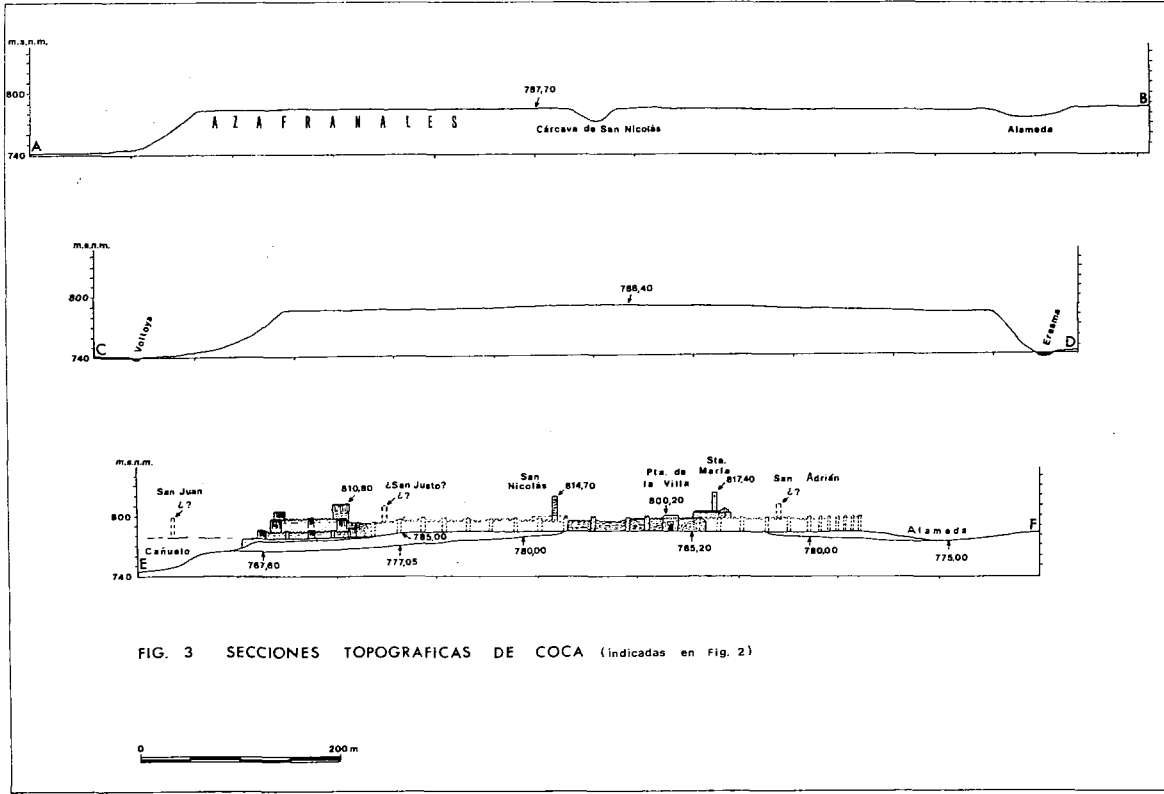 m.s.n.m.
800
787,70
B
A Z A F R A N A L E S
Cárcava de San Nicolás
Alameda
A
740
m.s.n.m.
800
788,40
Voltoya
Eresma
C
D
740
m.s.n.m.
San Juan
¿?
810,80
¿San Justo?
¿?
San
Nicolás
814,70
Pta. de
la Villa
800,20
Sta.
María
817,40
San Adrián
¿?
800
Cañuelo
785,00
Alameda
F
E
740
767,60
777,05
780,00
785,20
780,00
775,00
FIG. 3 SECCIONES TOPOGRAFICAS DE COCA (indicadas en Fig. 2)
0 200 m